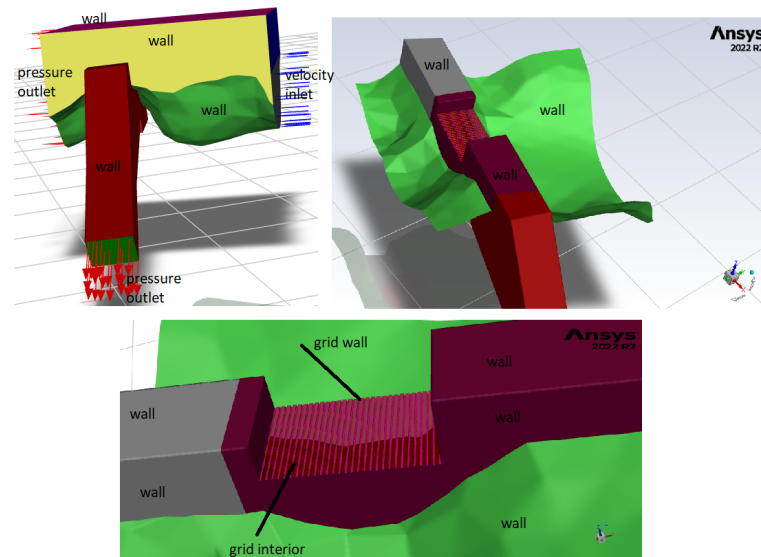 wall
wall
pressure
outlet
velocity
inlet
wall
wall
pressure
outlet
Ansys
2022 R2
wall
wall
wall
Ansys
2022 R2
grid wall
wall
wall
wall
wall
wall
grid interior